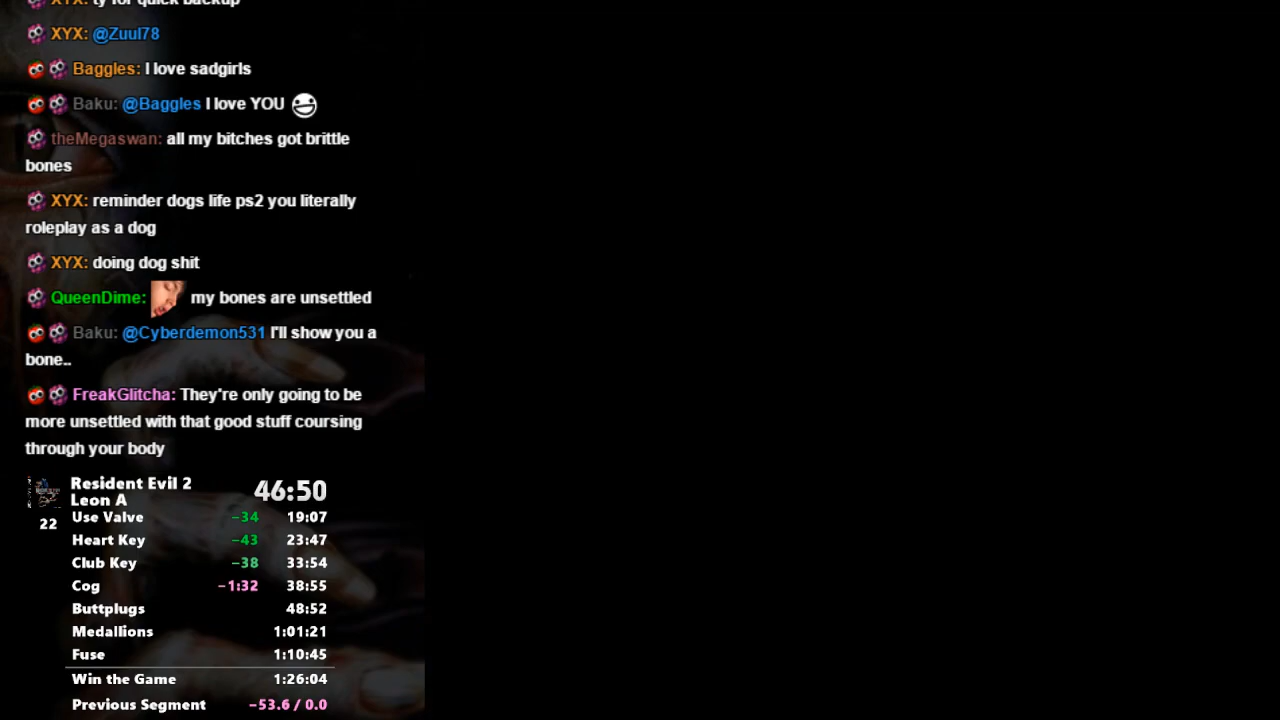 XYX: ty for quick backup
XYX: @Zuul78
Baggles: I love sadgirls
Baku: @Baggles I love YOU
theMegaswan: all my bitches got brittle
bones
XYX: reminder dogs life ps2 you literally
roleplay as a dog
XYX: doing dog shit
QueenDime: my bones are unsettled
Baku: @Cyberdemon531 I'll show you a
bone..
FreakGlitcha: They're only going to be
more unsettled with that good stuff coursing
through your body
Resident Evil 2
Leon A
46:50
22
Use Valve -34 19:07
Heart Key -43 23:47
Club Key -38 33:54
Cog -1:32 38:55
Buttplugs 48:52
Medallions 1:01:21
Fuse 1:10:45
Win the Game 1:26:04
Previous Segment -53.6 / 0.0